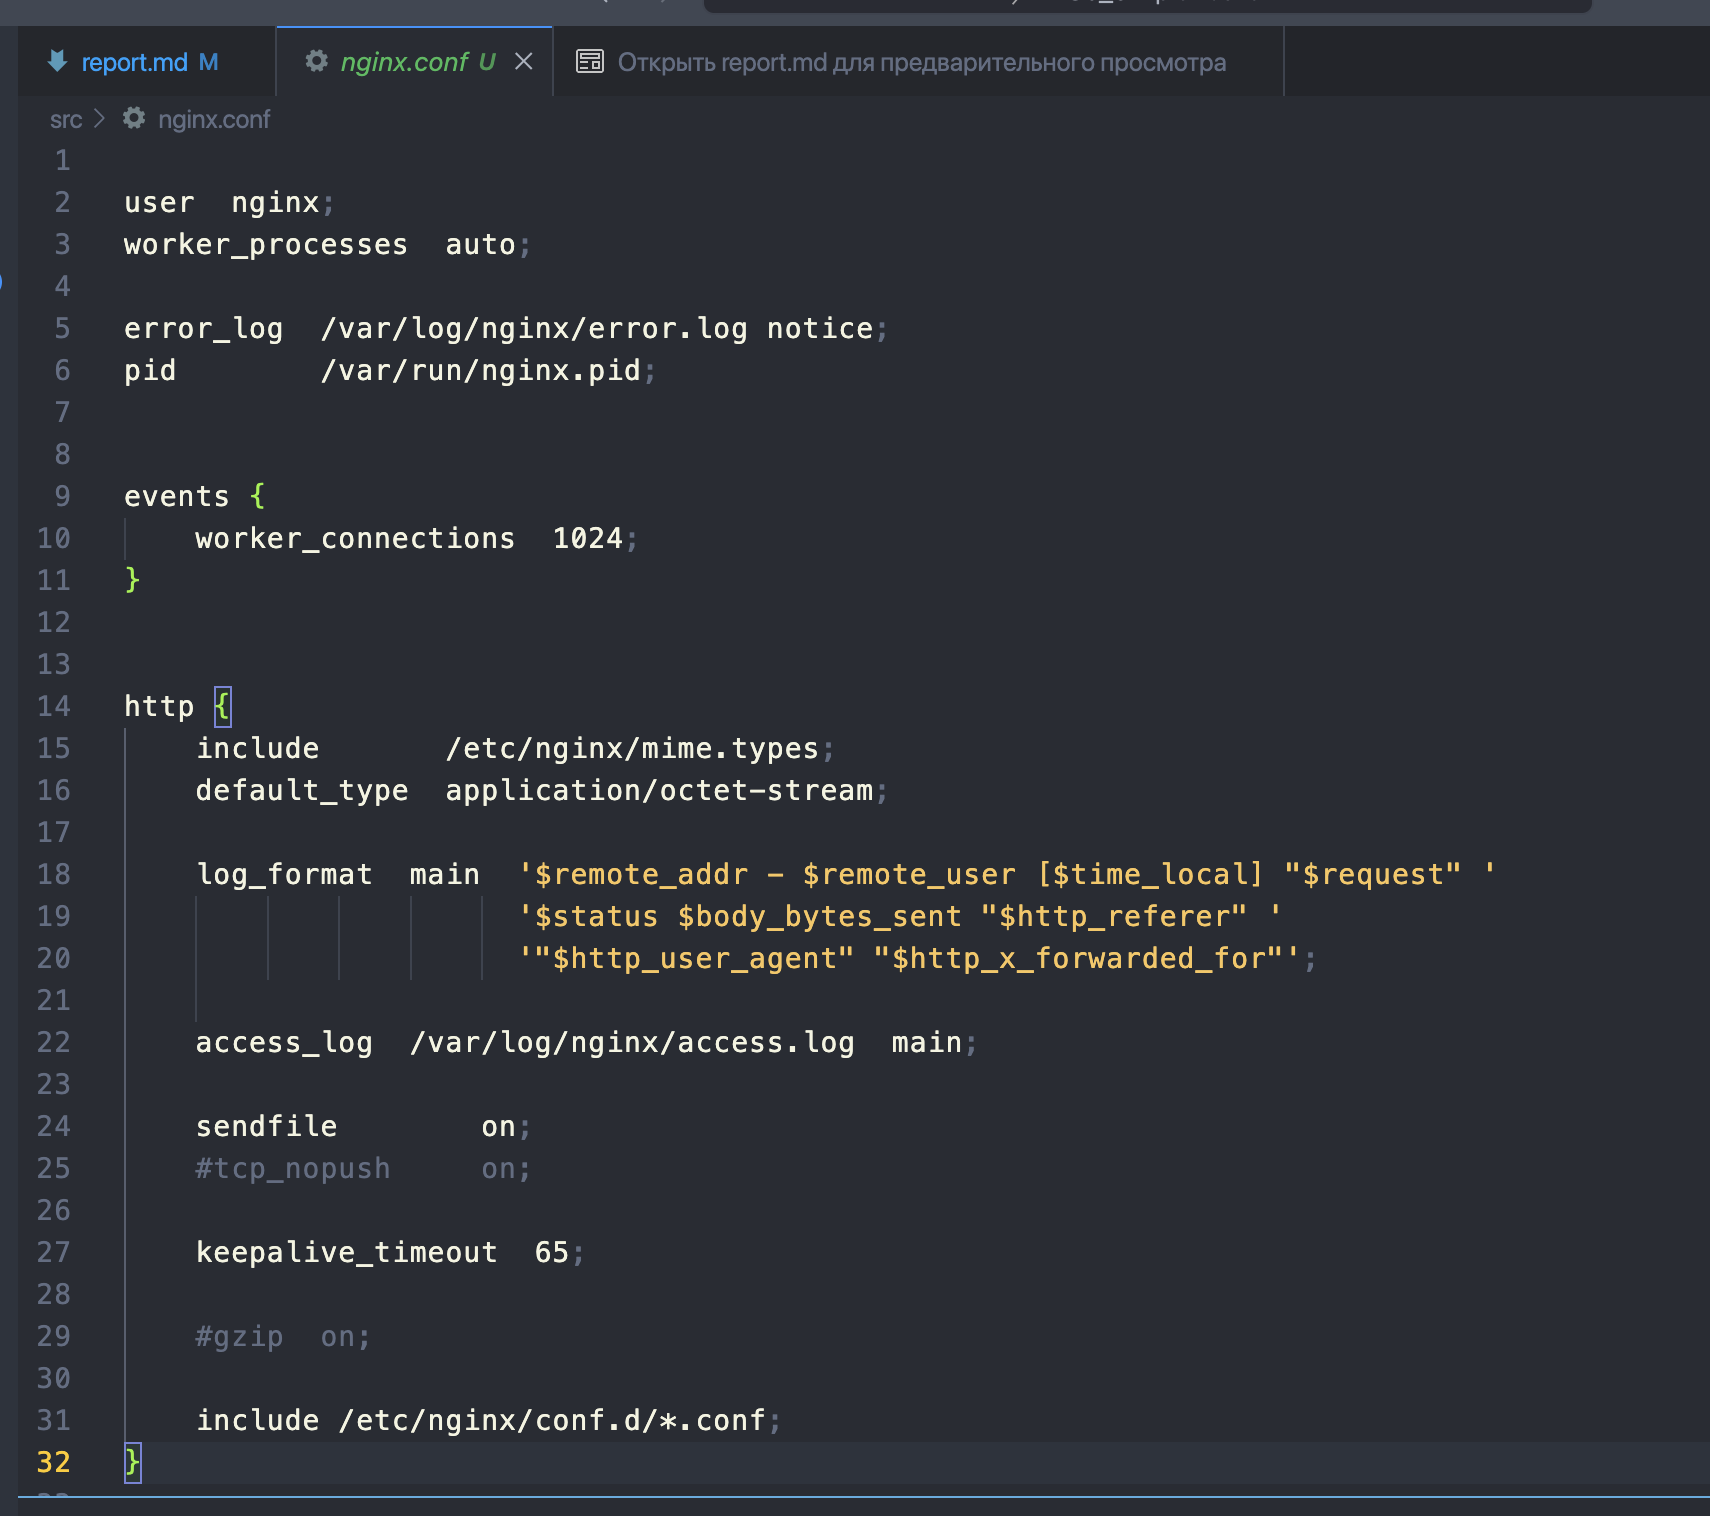 report.md M
nginx.conf U
Открыть report.md для предварительного просмотра
src > nginx.conf
1
2 user  nginx;
3 worker_processes  auto;
4
5 error_log  /var/log/nginx/error.log notice;
6 pid        /var/run/nginx.pid;
7
8
9 events {
10     worker_connections  1024;
11 }
12
13
14 http {
15     include       /etc/nginx/mime.types;
16     default_type  application/octet-stream;
17
18     log_format  main  '$remote_addr - $remote_user [$time_local] "$request" '
19                       '$status $body_bytes_sent "$http_referer" '
20                       '"$http_user_agent" "$http_x_forwarded_for"';
21
22     access_log  /var/log/nginx/access.log  main;
23
24     sendfile        on;
25     #tcp_nopush     on;
26
27     keepalive_timeout  65;
28
29     #gzip  on;
30
31     include /etc/nginx/conf.d/*.conf;
32 }